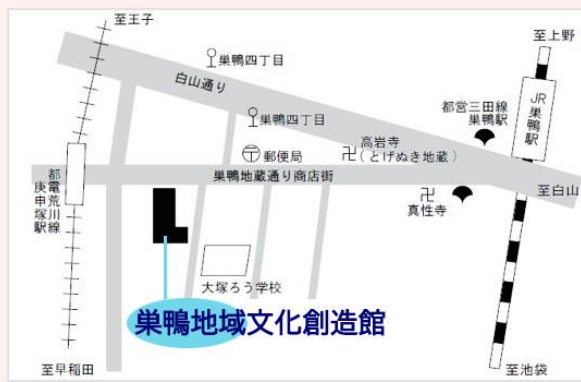 至王子
巣鴨四丁目
至上野
白山通り
JR巣鴨駅
都営三田線
巣鴨駅
巣鴨四丁目
高岩寺
(とげぬき地蔵)
郵便局
巣鴨地蔵通り商店街
至白山
都電荒川線
庚申塚駅
真性寺
大塚ろう学校
巣鴨地域文化創造館
至早稲田
至池袋